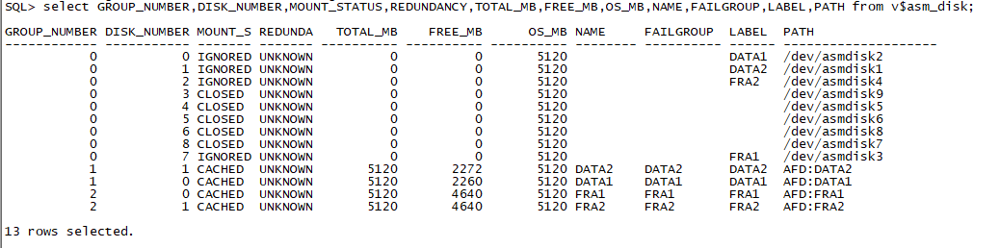 SQL> select GROUP_NUMBER,DISK_NUMBER,MOUNT_STATUS,REDUNDANCY,TOTAL_MB,FREE_MB,OS_MB,NAME,FAILGROUP,LABEL,PATH from v$asm_disk;
GROUP_NUMBER DISK_NUMBER MOUNT_S REDUNDA TOTAL_MB FREE_MB OS_MB NAME FAILGROUP LABEL PATH
------------ ----------- ------- ------- ---------- ---------- ---------- -------- --------- ------ --------------------
0 0 IGNORED UNKNOWN 0 0 5120 DATA1 /dev/asmdisk2
0 1 IGNORED UNKNOWN 0 0 5120 DATA2 /dev/asmdisk1
0 2 IGNORED UNKNOWN 0 0 5120 FRA2 /dev/asmdisk4
0 3 CLOSED UNKNOWN 0 0 5120 /dev/asmdisk9
0 4 CLOSED UNKNOWN 0 0 5120 /dev/asmdisk5
0 5 CLOSED UNKNOWN 0 0 5120 /dev/asmdisk6
0 6 CLOSED UNKNOWN 0 0 5120 /dev/asmdisk8
0 8 CLOSED UNKNOWN 0 0 5120 /dev/asmdisk7
0 7 IGNORED UNKNOWN 0 0 5120 FRA1 /dev/asmdisk3
1 1 CACHED UNKNOWN 5120 2272 5120 DATA2 DATA2 DATA2 AFD:DATA2
1 0 CACHED UNKNOWN 5120 2260 5120 DATA1 DATA1 DATA1 AFD:DATA1
2 0 CACHED UNKNOWN 5120 4640 5120 FRA1 FRA1 FRA1 AFD:FRA1
2 1 CACHED UNKNOWN 5120 4640 5120 FRA2 FRA2 FRA2 AFD:FRA2
13 rows selected.